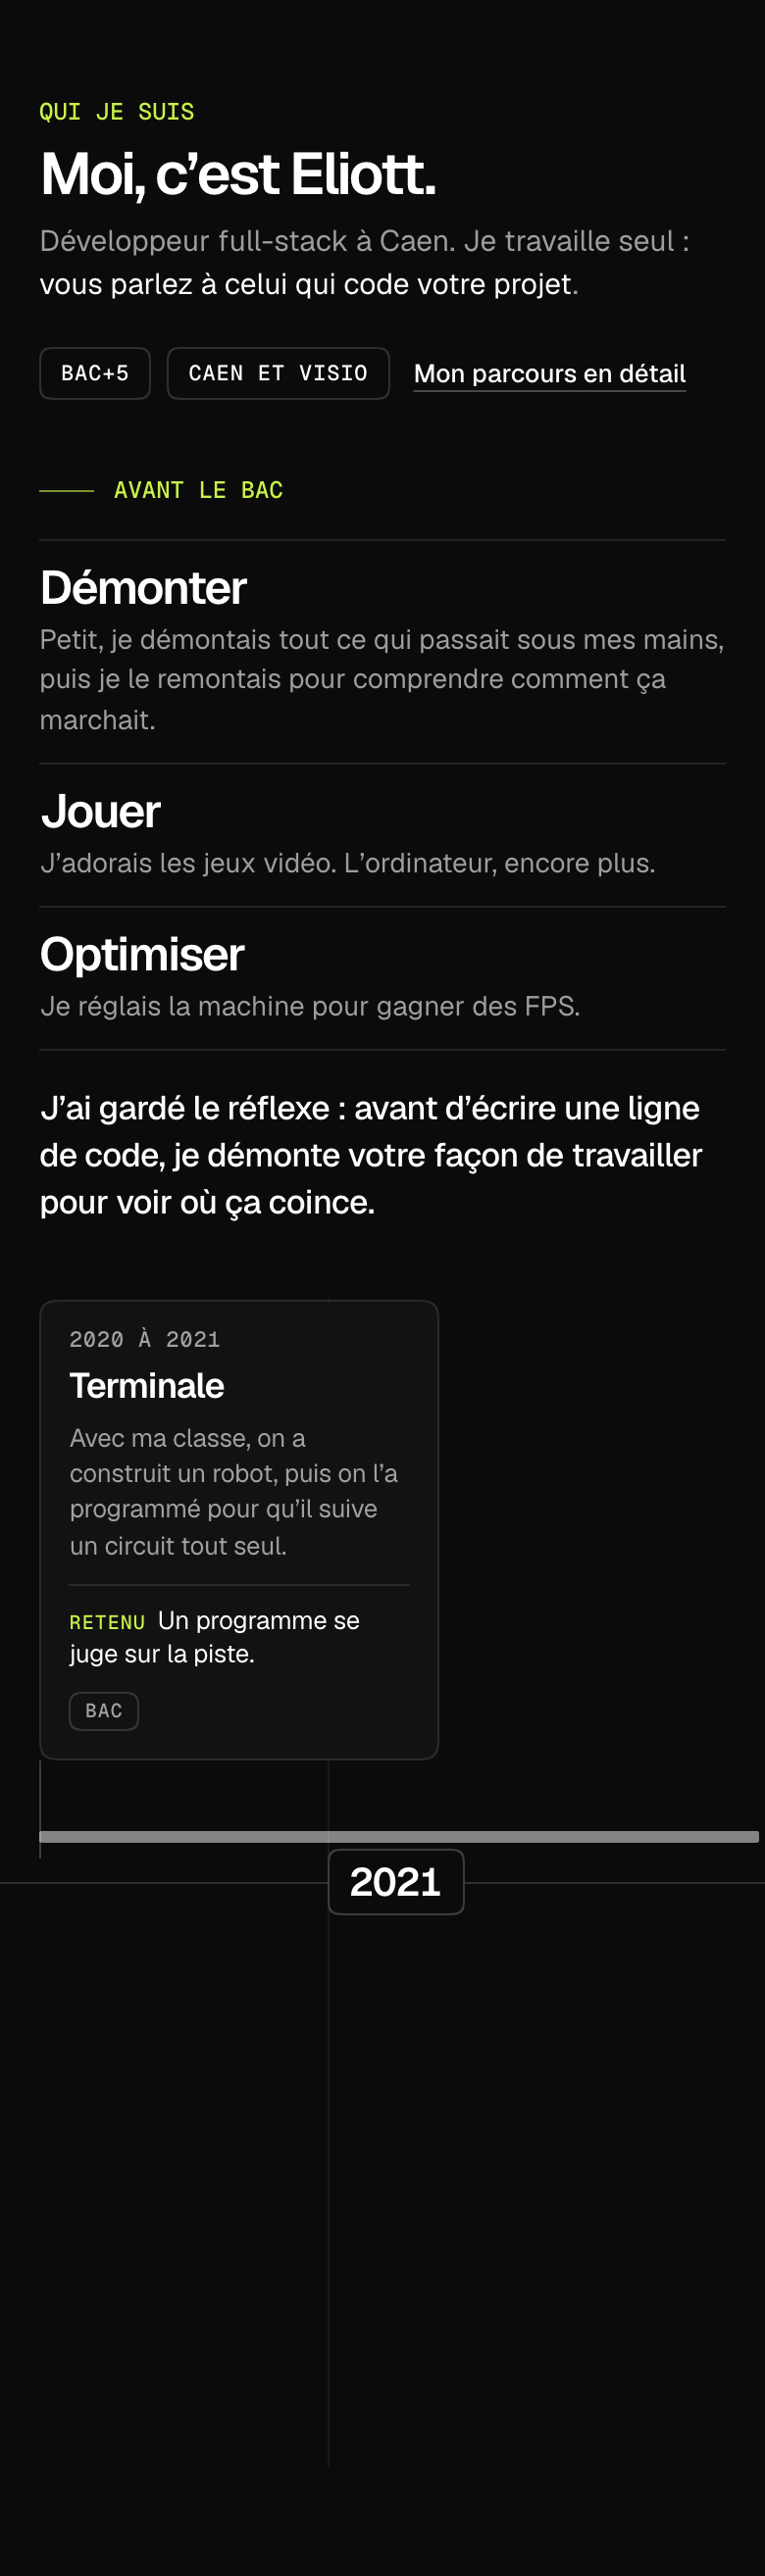 QUI JE SUIS
Moi, c’est Eliott.
Développeur full-stack à Caen. Je travaille seul :
vous parlez à celui qui code votre projet.
BAC+5
CAEN ET VISIO
Mon parcours en détail
AVANT LE BAC
Démonter
Petit, je démontais tout ce qui passait sous mes mains,
puis je le remontais pour comprendre comment ça
marchait.
Jouer
J’adorais les jeux vidéo. L’ordinateur, encore plus.
Optimiser
Je réglais la machine pour gagner des FPS.
J’ai gardé le réflexe : avant d’écrire une ligne
de code, je démonte votre façon de travailler
pour voir où ça coince.
2020 À 2021
Terminale
Avec ma classe, on a
construit un robot, puis on l’a
programmé pour qu’il suive
un circuit tout seul.
RETENU Un programme se
juge sur la piste.
BAC
2021